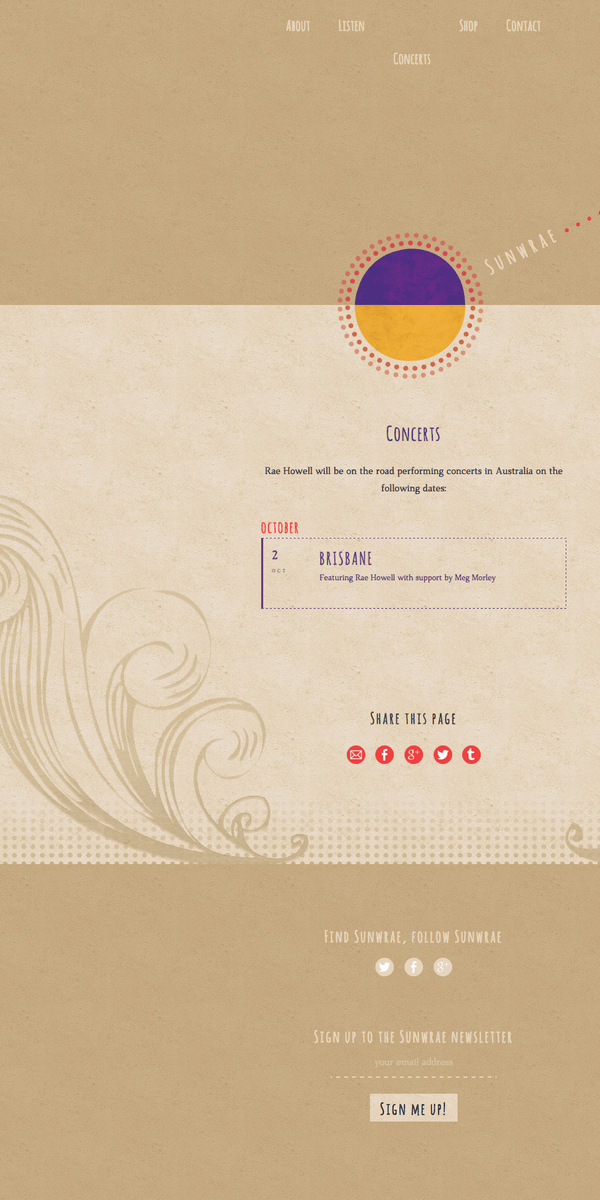 About
Listen
Shop
Contact
Concerts
Sunwrae
Concerts
Rae Howell will be on the road performing concerts in Australia on the
following dates:
OCTOBER
2
OCT
BRISBANE
Featuring Rae Howell with support by Meg Morley
Share this page
Find Sunwrae, follow Sunwrae
Sign up to the Sunwrae newsletter
your email address
Sign me up!